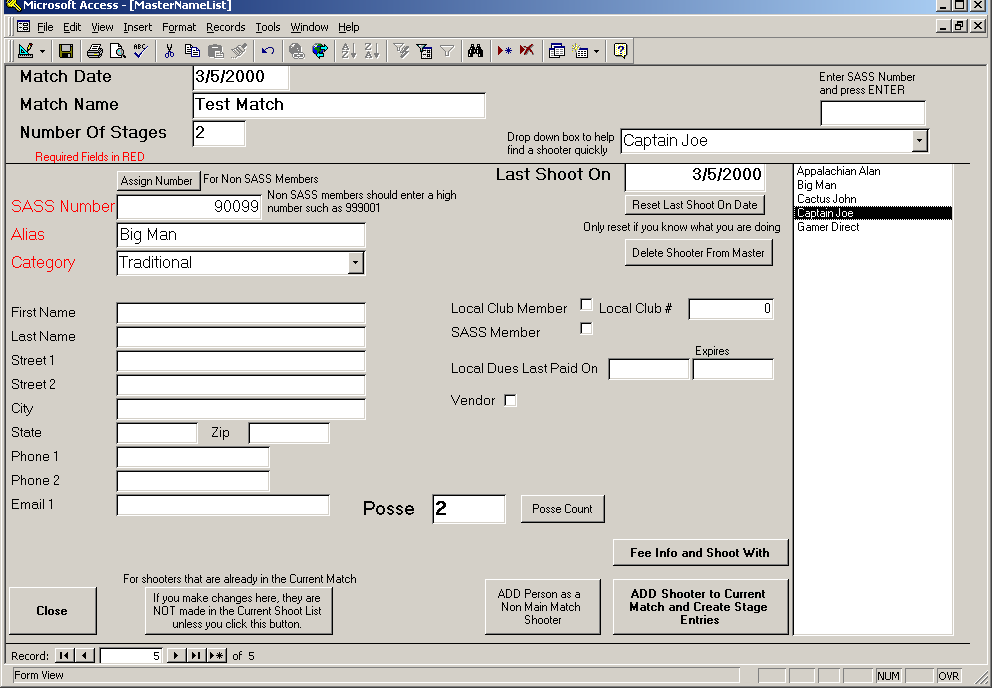 Microsoft Access - [MasterNameList]
File Edit View Insert Format Records Tools Window Help
Match Date 3/5/2000
Match Name Test Match
Number Of Stages 2
Required Fields in RED
Enter SASS Number
and press ENTER
Drop down box to help
find a shooter quickly
Captain Joe
Assign Number For Non SASS Members
SASS Number 90099
Non SASS members should enter a high
number such as 999001
Alias Big Man
Category Traditional
Last Shoot On 3/5/2000
Reset Last Shoot On Date
Only reset if you know what you are doing
Delete Shooter From Master
Appalachian Alan
Big Man
Cactus John
Captain Joe
Gamer Direct
First Name
Last Name
Street 1
Street 2
City
State Zip
Phone 1
Phone 2
Email 1
Local Club Member Local Club # 0
SASS Member
Expires
Local Dues Last Paid On
Vendor
Posse 2 Posse Count
Fee Info and Shoot With
Close
For shooters that are already in the Current Match
If you make changes here, they are
NOT made in the Current Shoot List
unless you click this button.
ADD Person as a
Non Main Match
Shooter
ADD Shooter to Current
Match and Create Stage
Entries
Record: 5 of 5
Form View NUM OVR